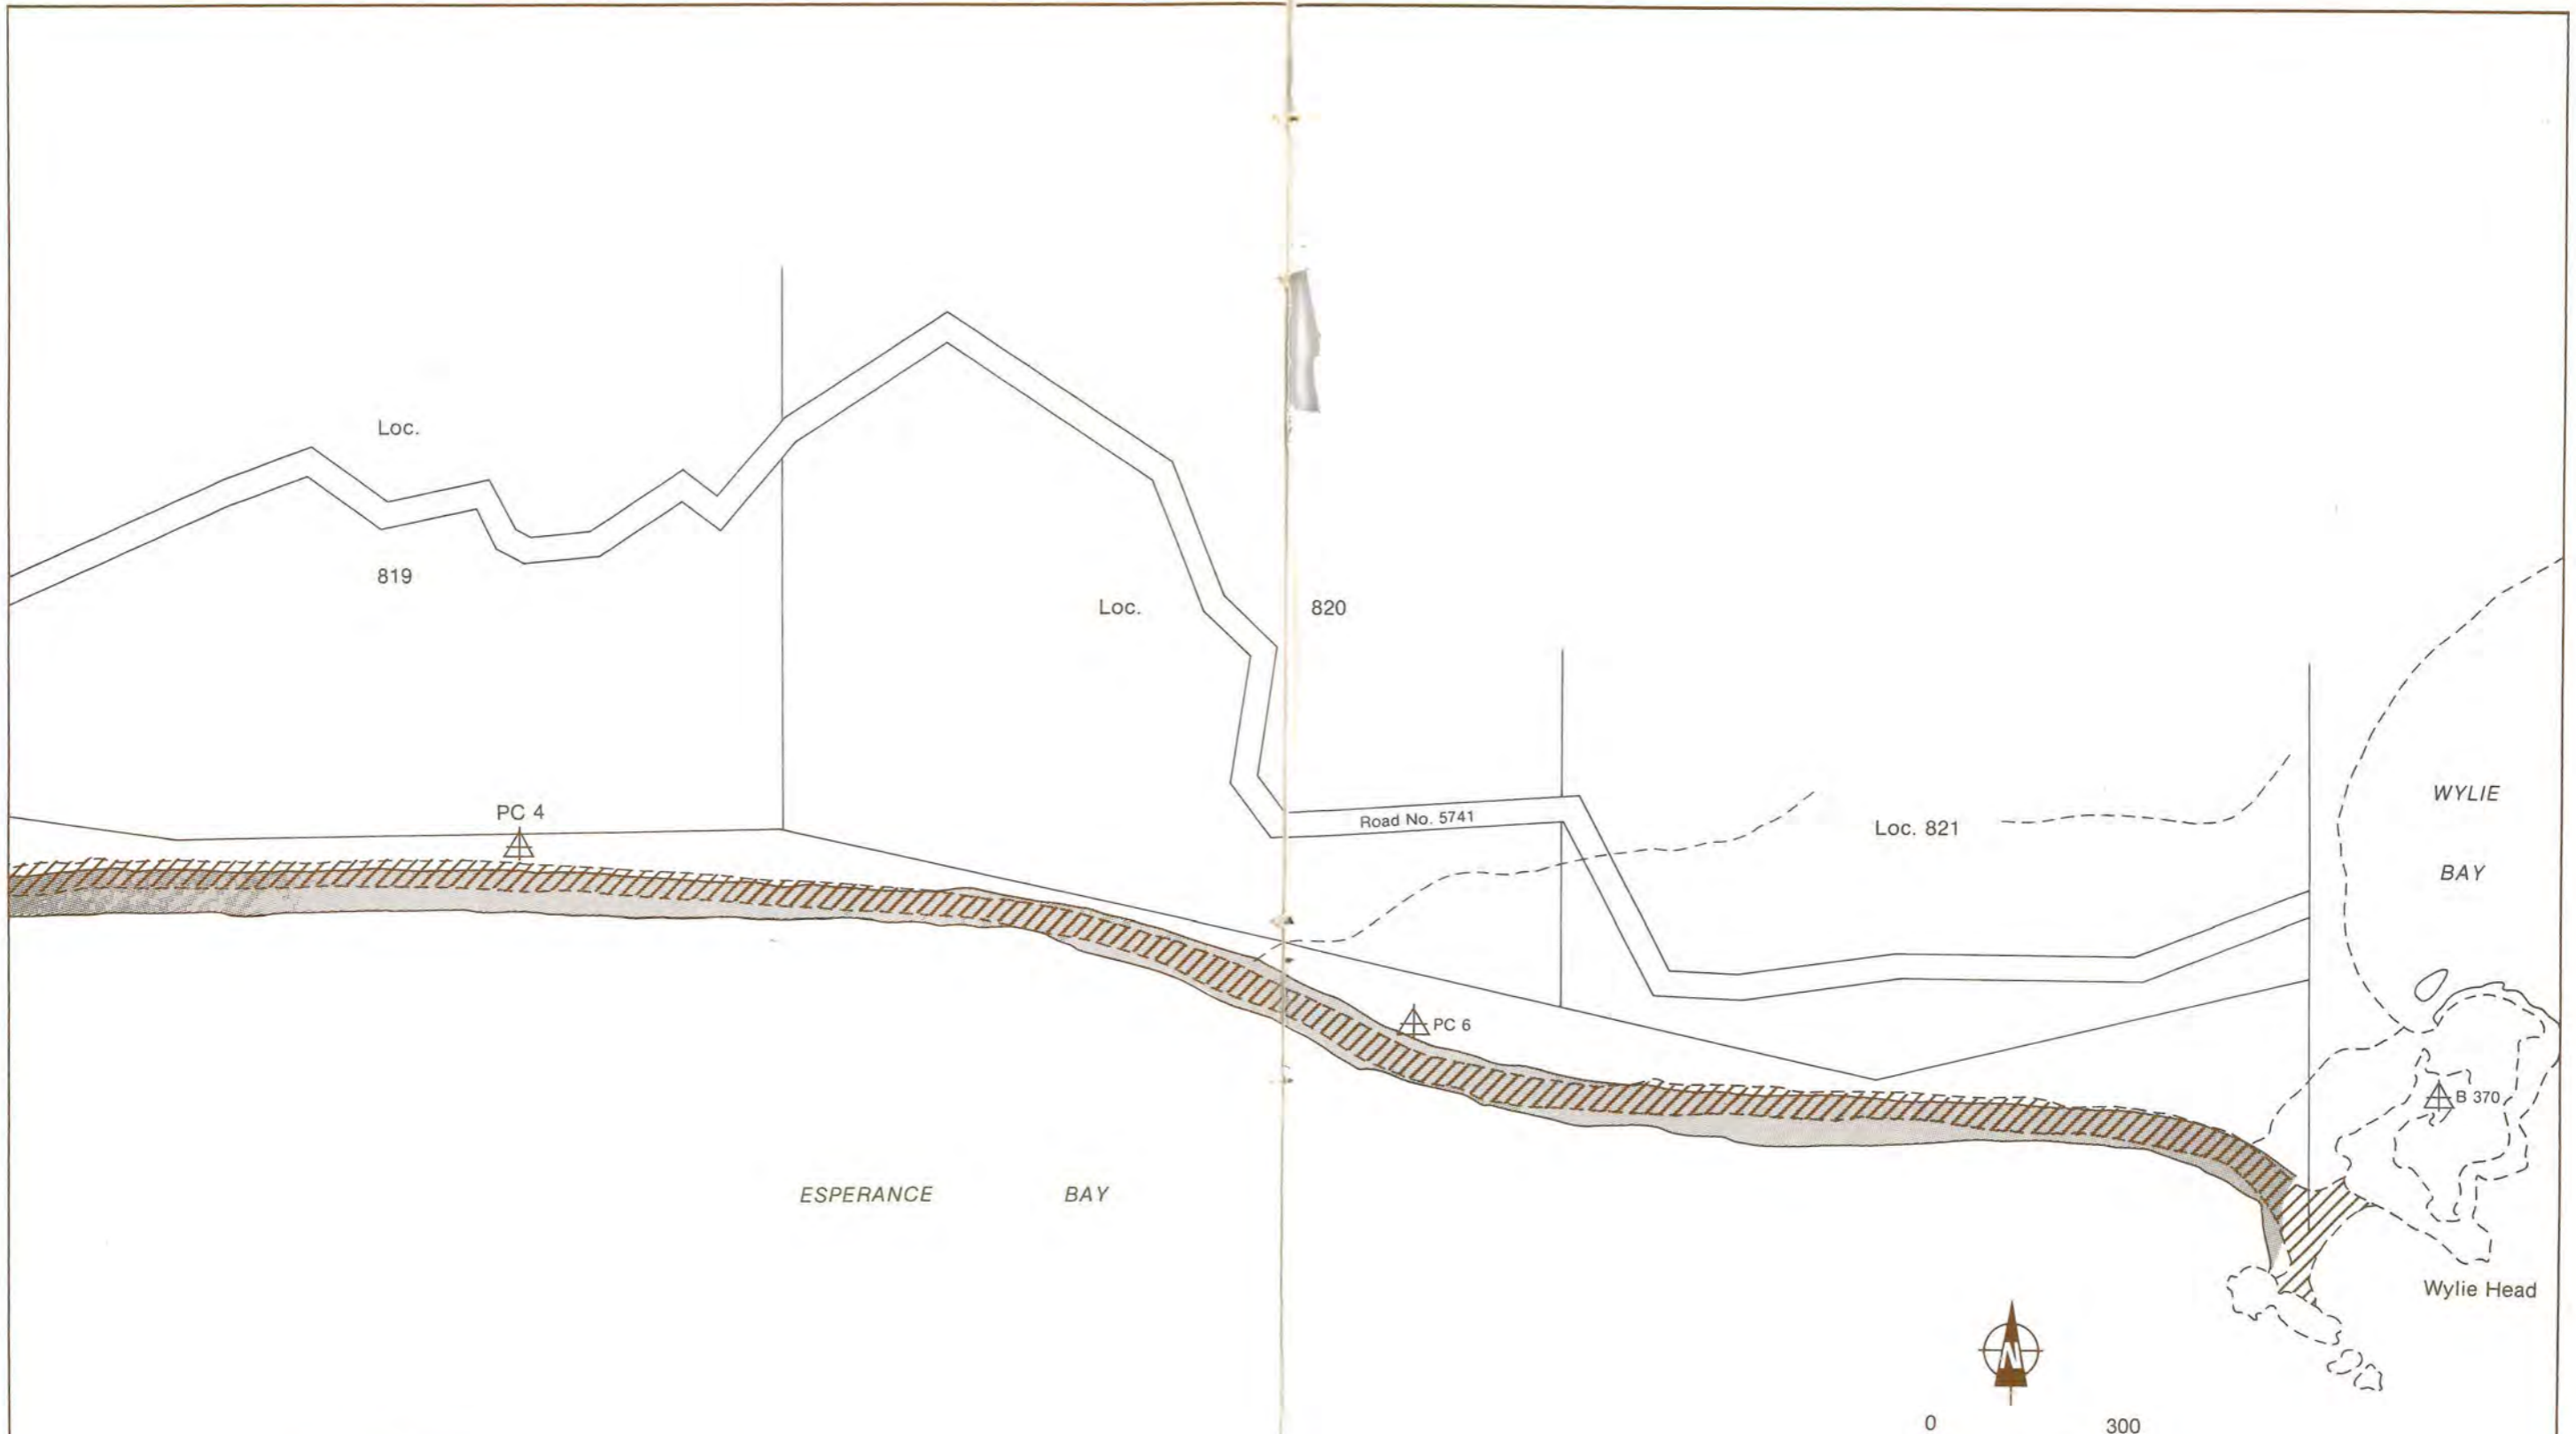 Loc.
819
Loc.
820
PC 4
Road No. 5741
Loc. 821
WYLIE
BAY
PC 6
B 370
ESPERANCE BAY
Wylie Head
N
0 300